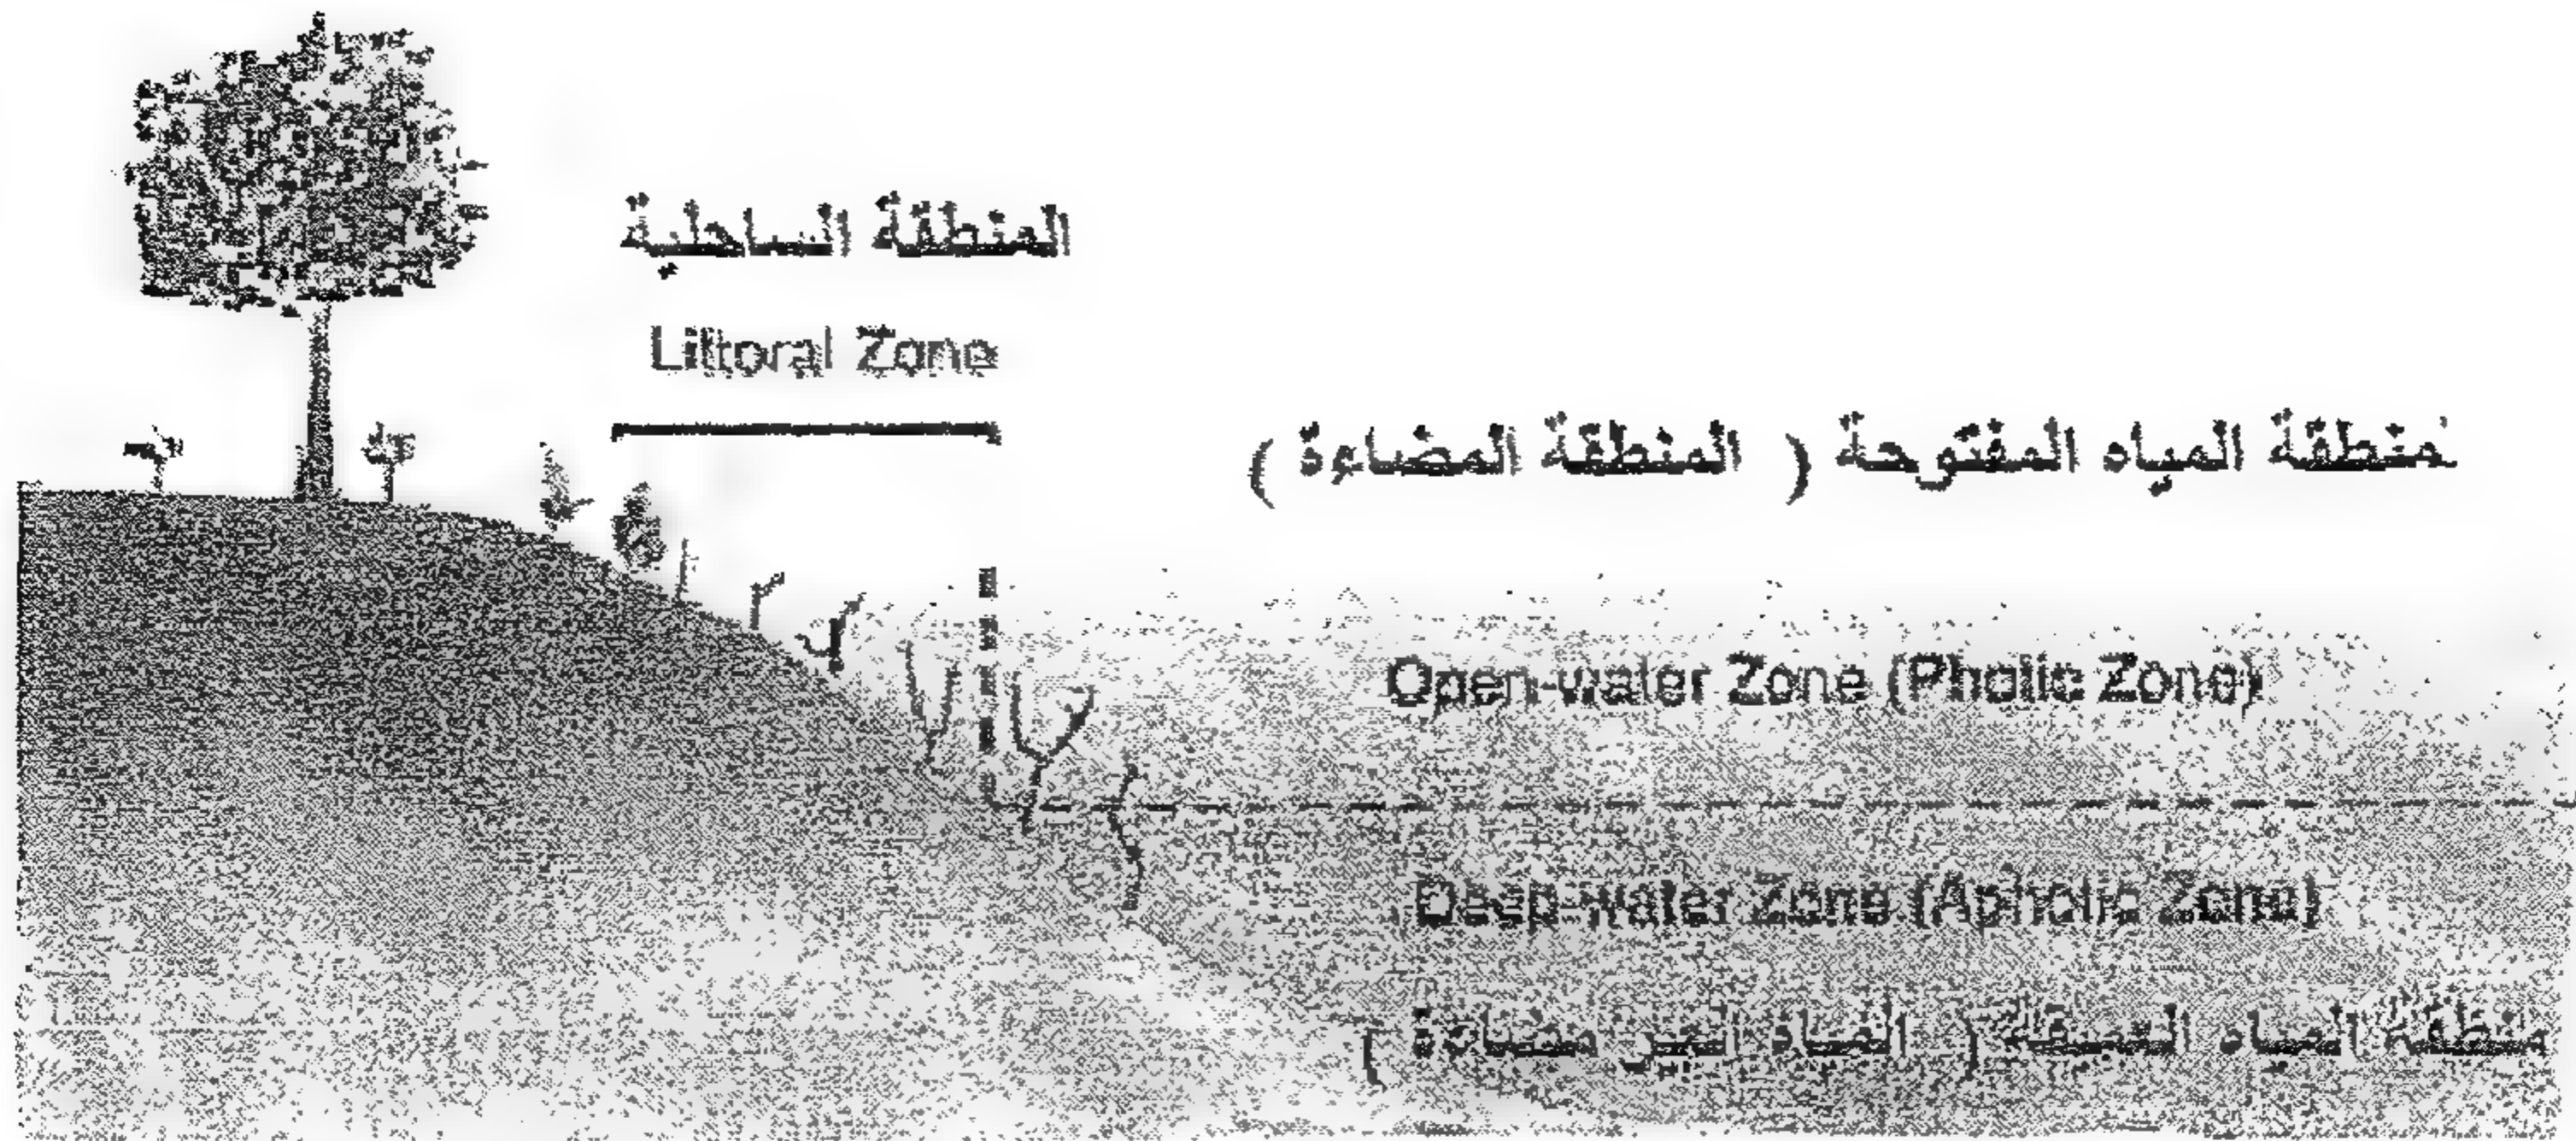 المنطقة الساحلية
Littoral Zone
منطقة المياه المفتوحة ( المنطقة المضاءة )
Open-water Zone (Photic Zone)
Deep-water Zone (Aphotic Zone)
منطقة المياه العميقة ( المياه الغير مضاءة )